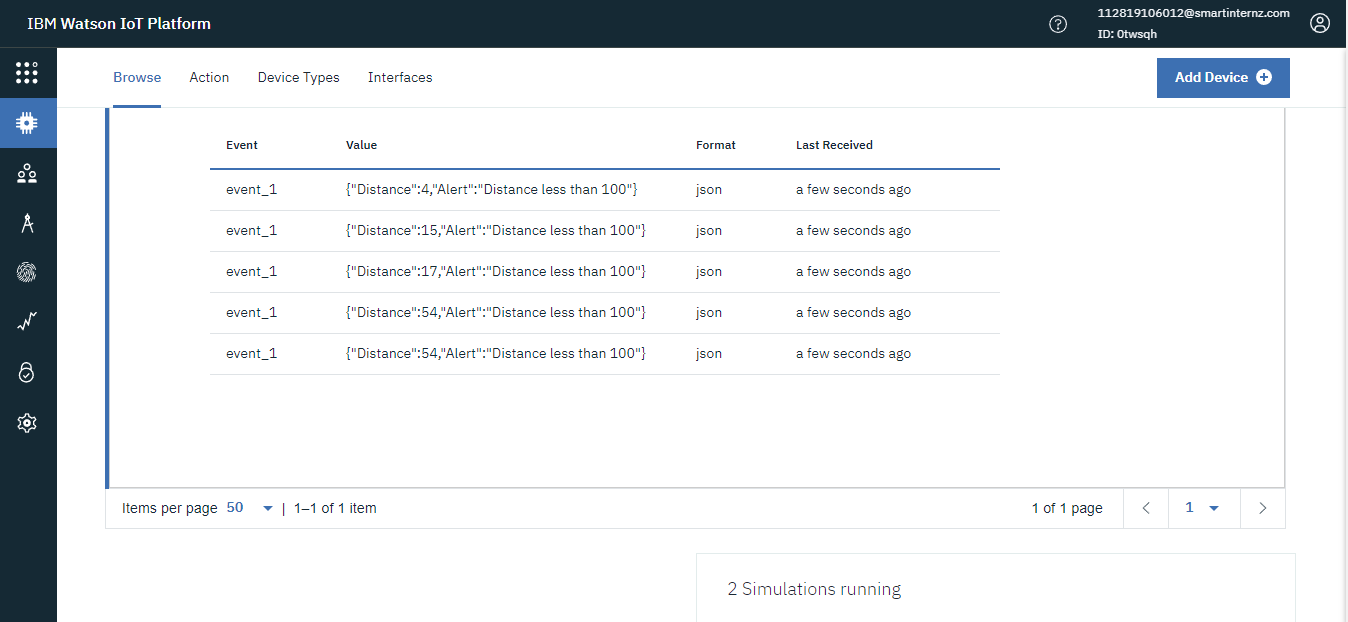 IBM Watson IoT Platform
112819106012@smartinternz.com
ID: 0twsqh
Browse Action Device Types Interfaces
Add Device
Event Value Format Last Received
event_1 {"Distance":4,"Alert":"Distance less than 100"} json a few seconds ago
event_1 {"Distance":15,"Alert":"Distance less than 100"} json a few seconds ago
event_1 {"Distance":17,"Alert":"Distance less than 100"} json a few seconds ago
event_1 {"Distance":54,"Alert":"Distance less than 100"} json a few seconds ago
event_1 {"Distance":54,"Alert":"Distance less than 100"} json a few seconds ago
Items per page 50 | 1–1 of 1 item 1 of 1 page 1
2 Simulations running